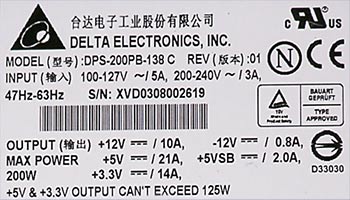 台达电子工业股份有限公司
DELTA ELECTRONICS, INC.
MODEL (型号):DPS-200PB-138 C REV (版本):01
INPUT (输入) 100-127V ~/5A, 200-240V ~/ 3A
47Hz-63Hz S/N: XVD0308002619
BAUART GEPRÜFT
TYPE APPROVED
OUTPUT (输出) +12V ⎓/ 10A, -12V ⎓/ 0.8A
MAX POWER +5V ⎓/ 21A, +5VSB ⎓/ 2.0A,
200W +3.3V ⎓/ 14A
D33030
+5V & +3.3V OUTPUT CAN'T EXCEED 125W